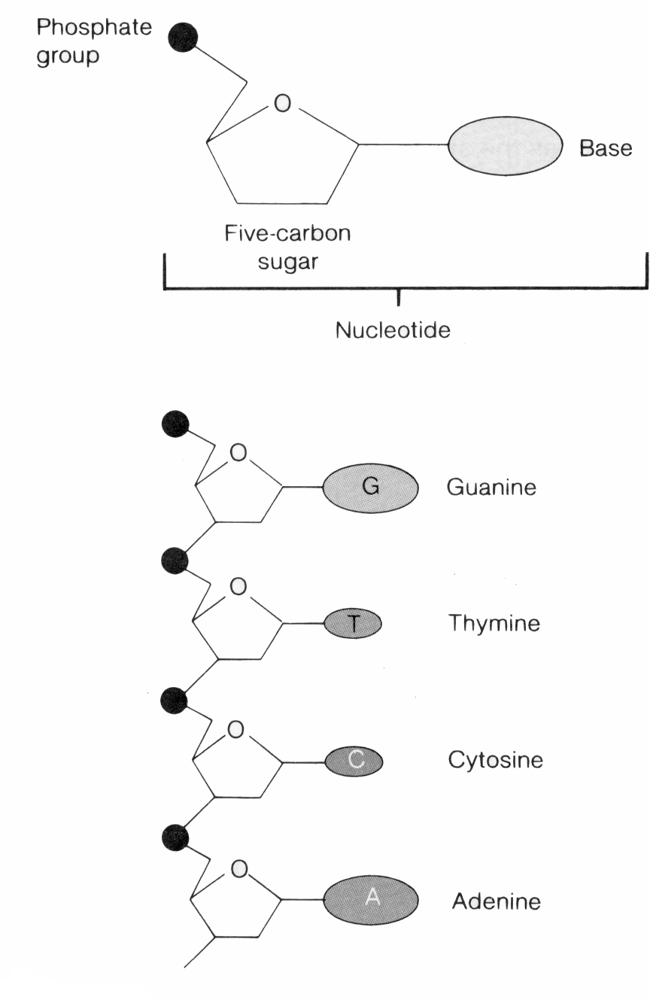 Phosphate
group
O
Base
Five-carbon
sugar
Nucleotide
O
G Guanine
O
T Thymine
O
C Cytosine
O
A Adenine